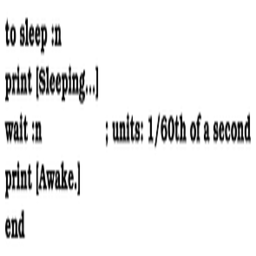 to sleep :n
print [Sleeping...]
wait :n ; units: 1/60th of a second
print [Awake.]
end